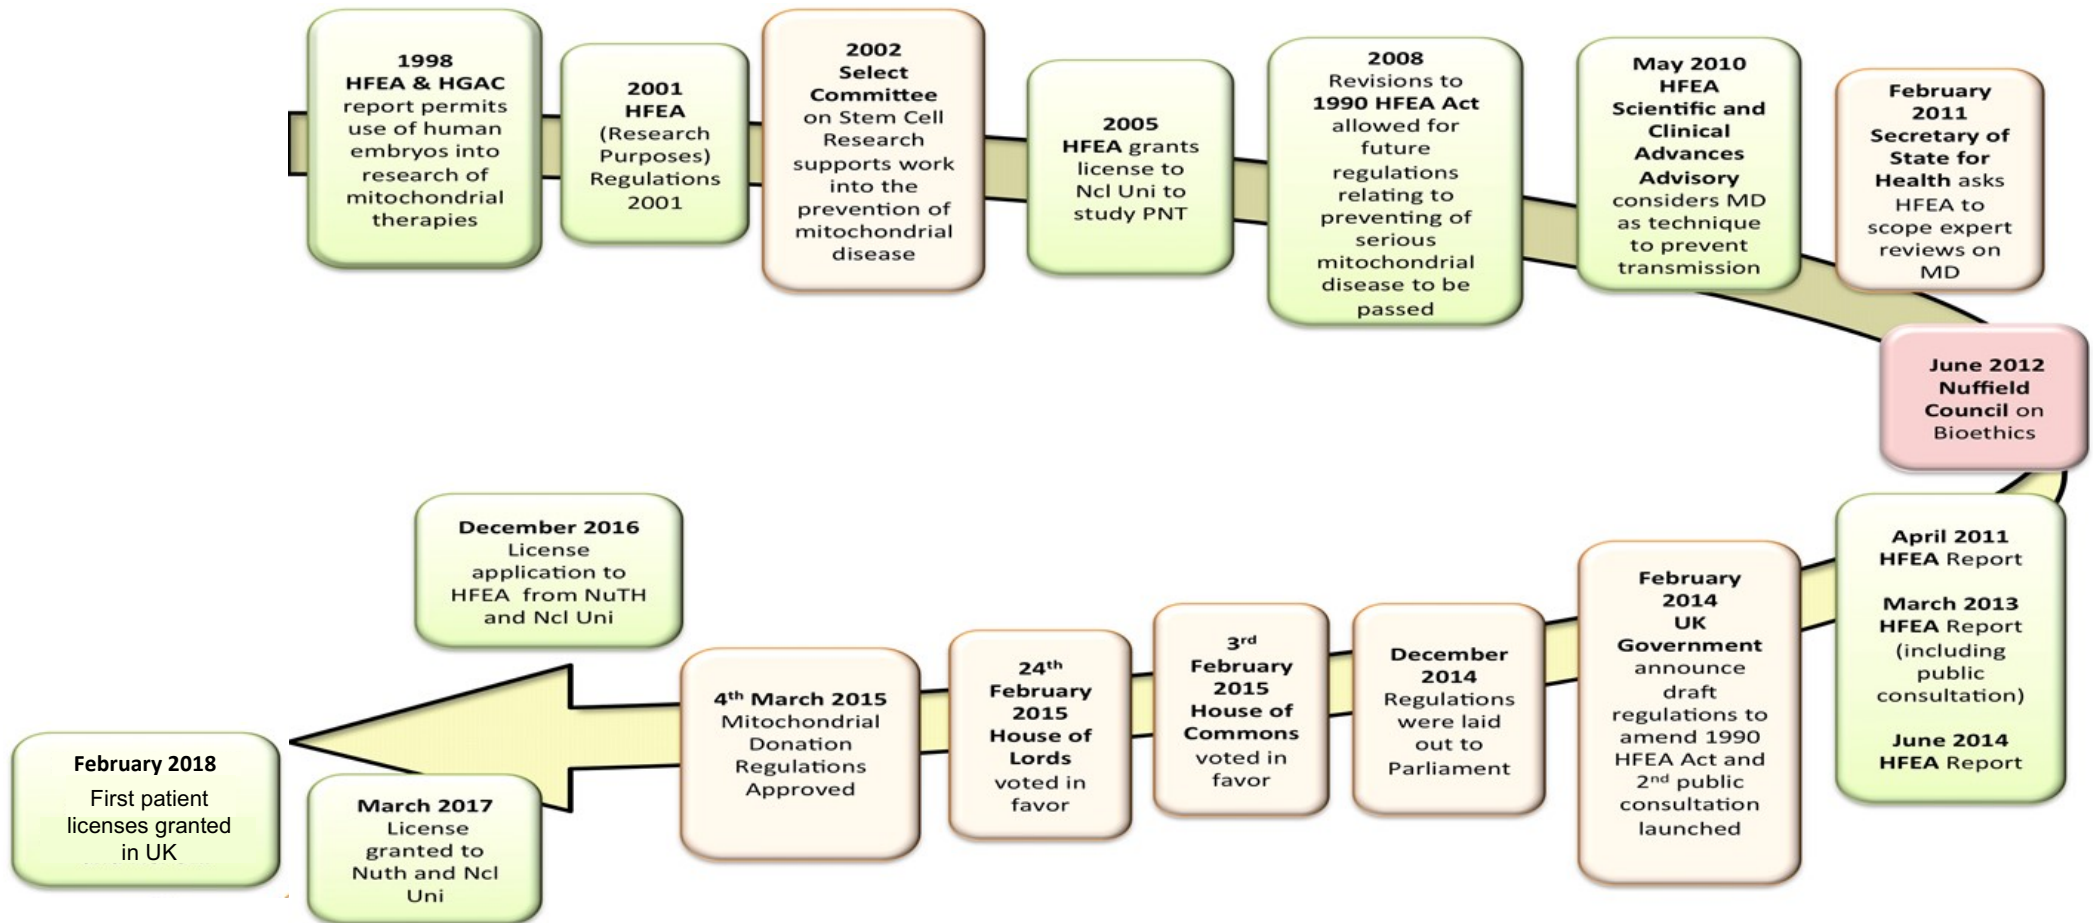 1998
HFEA & HGAC
report permits
use of human
embryos into
research of
mitochondrial
therapies
2001
HFEA
(Research
Purposes)
Regulations
2001
2002
Select
Committee
on Stem Cell
Research
supports work
into the
prevention of
mitochondrial
disease
2005
HFEA grants
license to
Ncl Uni to
study PNT
2008
Revisions to
1990 HFEA Act
allowed for
future
regulations
relating to
preventing of
serious
mitochondrial
disease to be
passed
May 2010
HFEA
Scientific and
Clinical
Advances
Advisory
considers MD
as technique
to prevent
transmission
February
2011
Secretary of
State for
Health asks
HFEA to
scope expert
reviews on
MD
June 2012
Nuffield
Council on
Bioethics
April 2011
HFEA Report
March 2013
HFEA Report
(including
public
consultation)
June 2014
HFEA Report
February
2014
UK
Government
announce
draft
regulations to
amend 1990
HFEA Act and
2nd public
consultation
launched
December
2014
Regulations
were laid
out to
Parliament
3rd
February
2015
House of
Commons
voted in
favor
24th
February
2015
House of
Lords
voted in
favor
4th March 2015
Mitochondrial
Donation
Regulations
Approved
December 2016
License
application to
HFEA from NuTH
and Ncl Uni
March 2017
License
granted to
Nuth and Ncl
Uni
February 2018
First patient
licenses granted
in UK